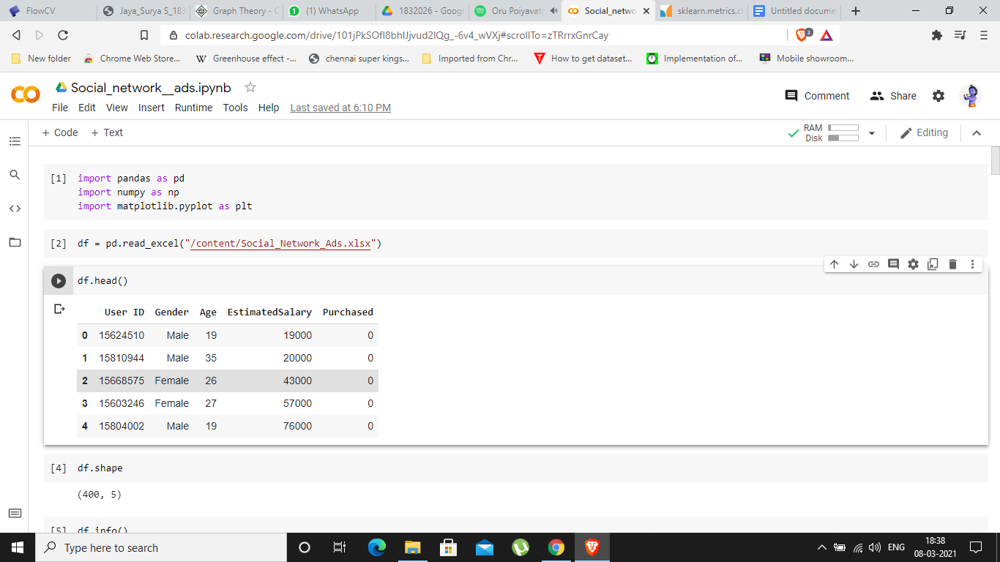 FlowCV
Jaya_Surya S_183
Graph Theory - C
(1) WhatsApp
1832026 - Googl
Oru Poiyavat
Social_netwo
sklearn.metrics.cl
Untitled docume
colab.research.google.com/drive/101jPkSOfI8bhIJjvud2IQg_-6v4_wVXj#scrollTo=zTRrrxGnrCay
2
New folder
Chrome Web Store...
Greenhouse effect -...
chennai super kings...
Imported from Chr...
How to get dataset...
Implementation of...
Mobile showroom...
Social_network__ads.ipynb
Comment
Share
File Edit View Insert Runtime Tools Help Last saved at 6:10 PM
+ Code + Text
RAM
Disk
Editing
[1] import pandas as pd
import numpy as np
import matplotlib.pyplot as plt
[2] df = pd.read_excel("/content/Social_Network_Ads.xlsx")
df.head()
User ID Gender Age EstimatedSalary Purchased
0 15624510 Male 19 19000 0
1 15810944 Male 35 20000 0
2 15668575 Female 26 43000 0
3 15603246 Female 27 57000 0
4 15804002 Male 19 76000 0
[4] df.shape
(400, 5)
[5] df.info()
Type here to search
ENG
18:38
08-03-2021